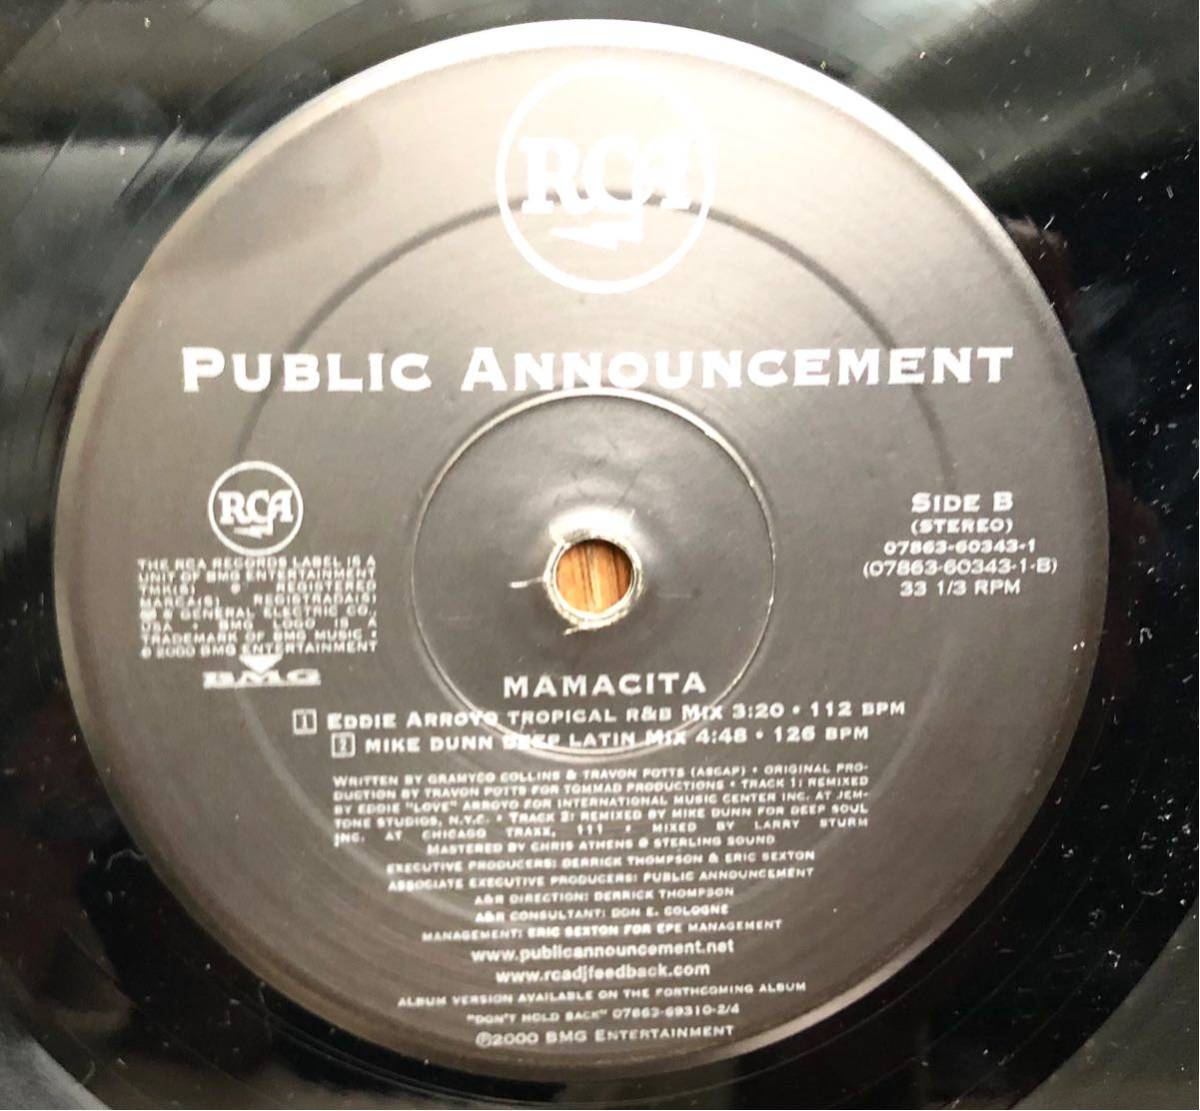 RCA
PUBLIC ANNOUNCEMENT
RCA
THE RCA RECORDS LABEL IS A
UNIT OF BMG ENTERTAINMENT
TMK(S) ® REGISTERED
MARCA(S) REGISTRADA(S)
GENERAL ELECTRIC CO.,
USA. • BMG LOGO IS A
TRADEMARK OF BMG MUSIC •
© 2000 BMG ENTERTAINMENT
BMG
SIDE B
(STEREO)
07863-60343-1
(07863-60343-1-B)
33 1/3 RPM
MAMACITA
1 EDDIE ARROYO TROPICAL R&B MIX 3:20 • 112 BPM
2 MIKE DUNN DEEP LATIN MIX 4:48 • 126 BPM
WRITTEN BY GRAMYCO COLLINS & TRAVON POTTS (ASCAP) • ORIGINAL PRO-
DUCTION BY TRAVON POTTS FOR TOMMAD PRODUCTIONS • TRACK 1: REMIXED
BY EDDIE "LOVE" ARROYO FOR INTERNATIONAL MUSIC CENTER INC. AT JEM-
TONE STUDIOS, N.Y.C. • TRACK 2: REMIXED BY MIKE DUNN FOR DEEP SOUL
INC. AT CHICAGO TRAXX, 111 • MIXED BY LARRY STURM
MASTERED BY CHRIS ATHENS @ STERLING SOUND
EXECUTIVE PRODUCERS: DERRICK THOMPSON & ERIC SEXTON
ASSOCIATE EXECUTIVE PRODUCERS: PUBLIC ANNOUNCEMENT
A&R DIRECTION: DERRICK THOMPSON
A&R CONSULTANT: DON E. COLOGNE
MANAGEMENT: ERIC SEXTON FOR EPE MANAGEMENT
www.publicannouncement.net
www.rcadjfeedback.com
ALBUM VERSION AVAILABLE ON THE FORTHCOMING ALBUM
"DON'T HOLD BACK" 07863-69310-2/4
℗2000 BMG ENTERTAINMENT